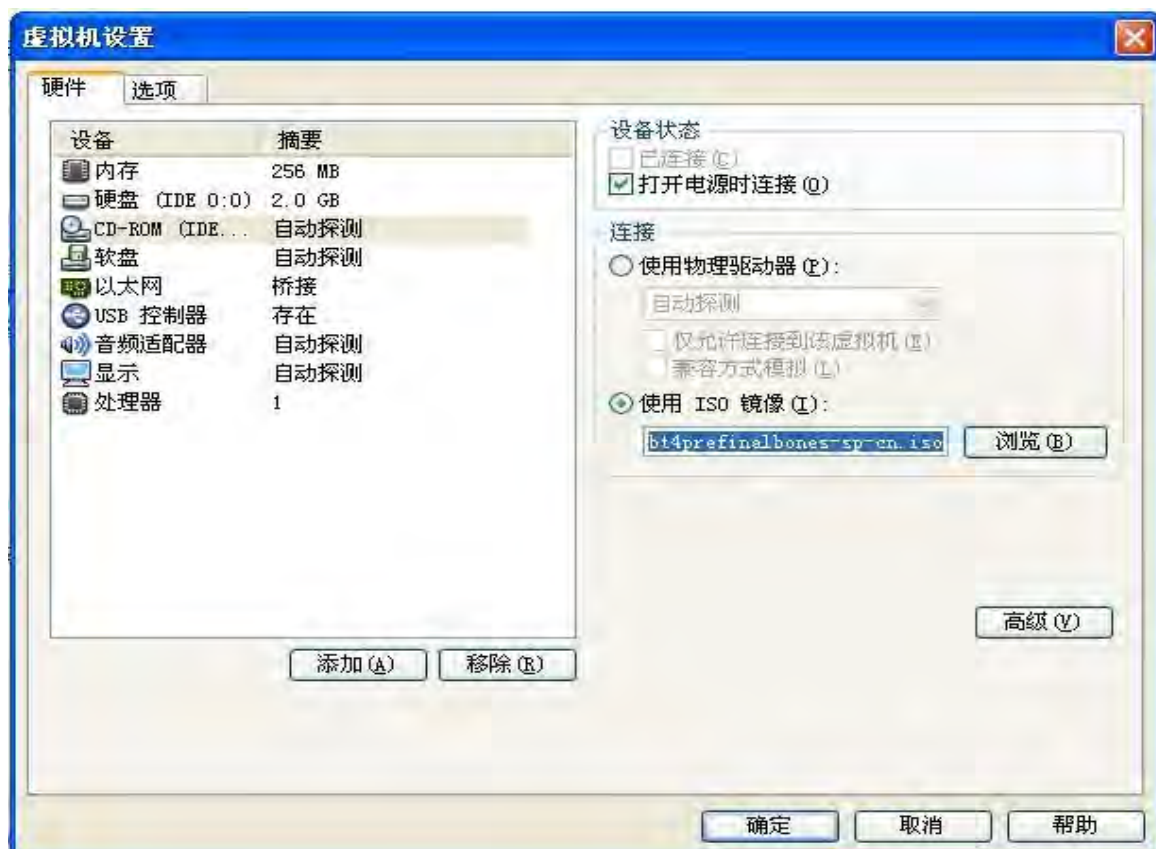 虚拟机设置
硬件 选项
设备 摘要
内存 256 MB
硬盘 (IDE 0:0) 2.0 GB
CD-ROM (IDE... 自动探测
软盘 自动探测
以太网 桥接
USB 控制器 存在
音频适配器 自动探测
显示 自动探测
处理器 1
添加(A) 移除(R)
设备状态
已连接(C)
打开电源时连接(O)
连接
使用物理驱动器(P):
自动探测
仅允许连接到该虚拟机(E)
兼容方式模拟(L)
使用 ISO 镜像(I):
bt4prefinalbones-sp-cn.iso 浏览(B)
高级(V)
确定 取消 帮助